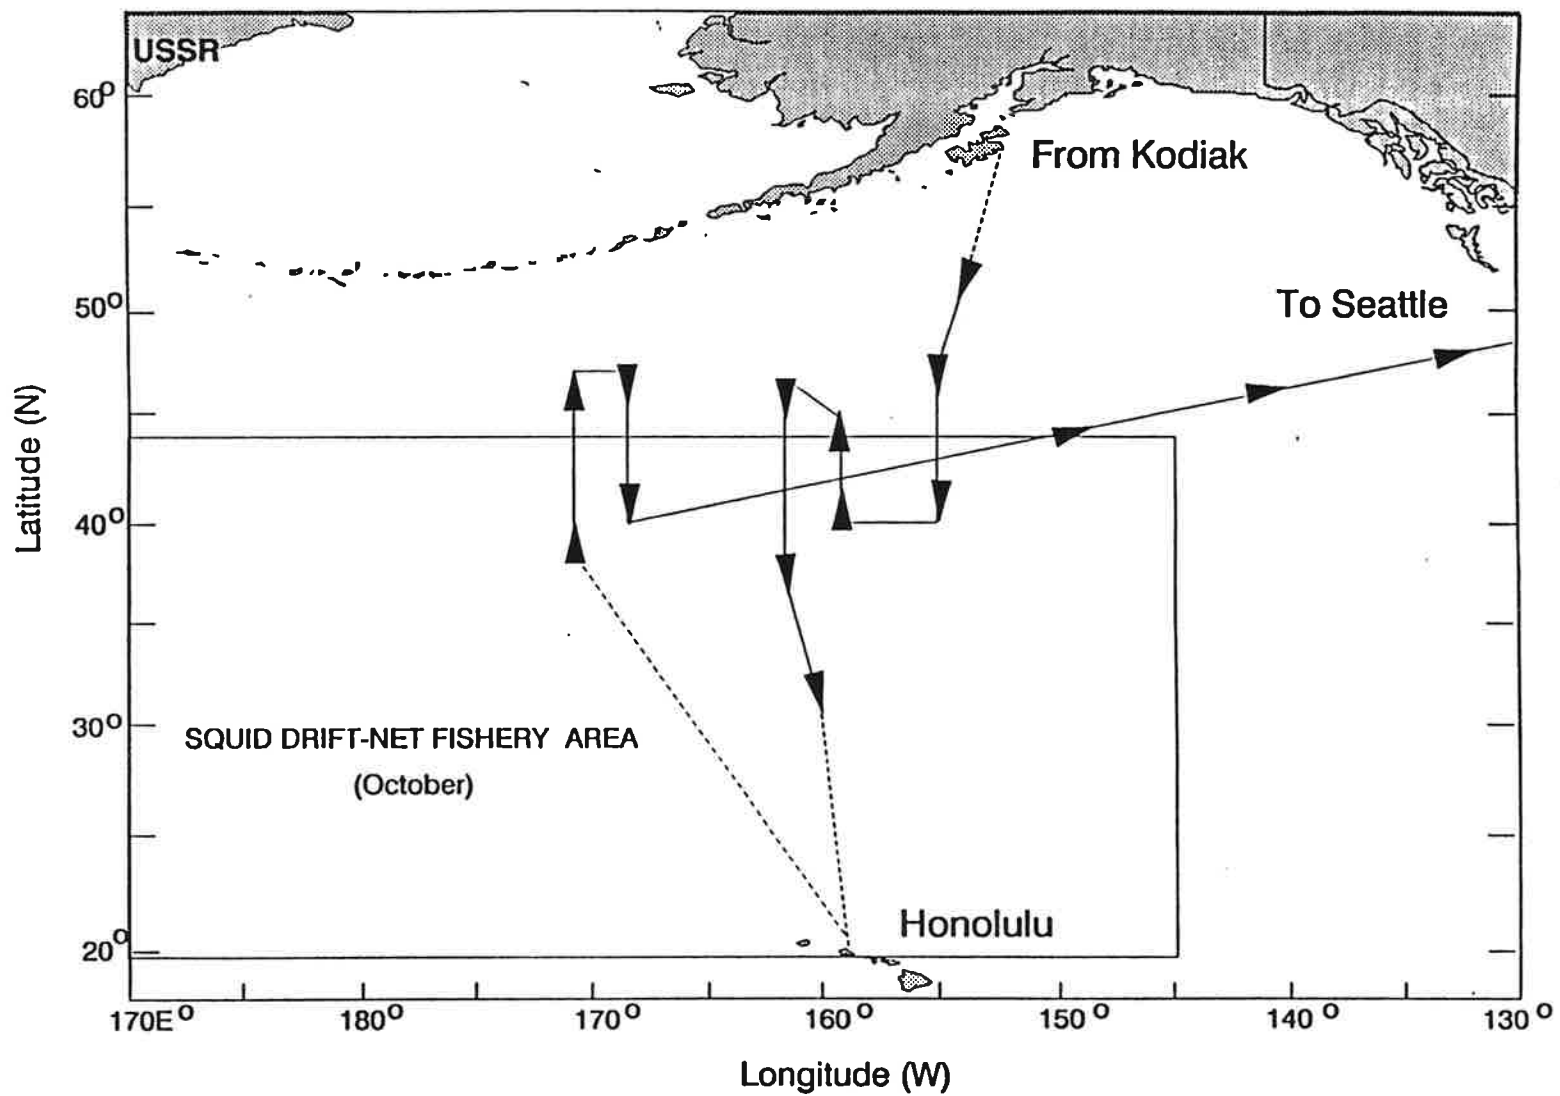 USSR
60°
From Kodiak
50°
To Seattle
Latitude (N)
40°
30°
SQUID DRIFT-NET FISHERY AREA
(October)
Honolulu
20°
170E° 180° 170° 160° 150° 140° 130°
Longitude (W)